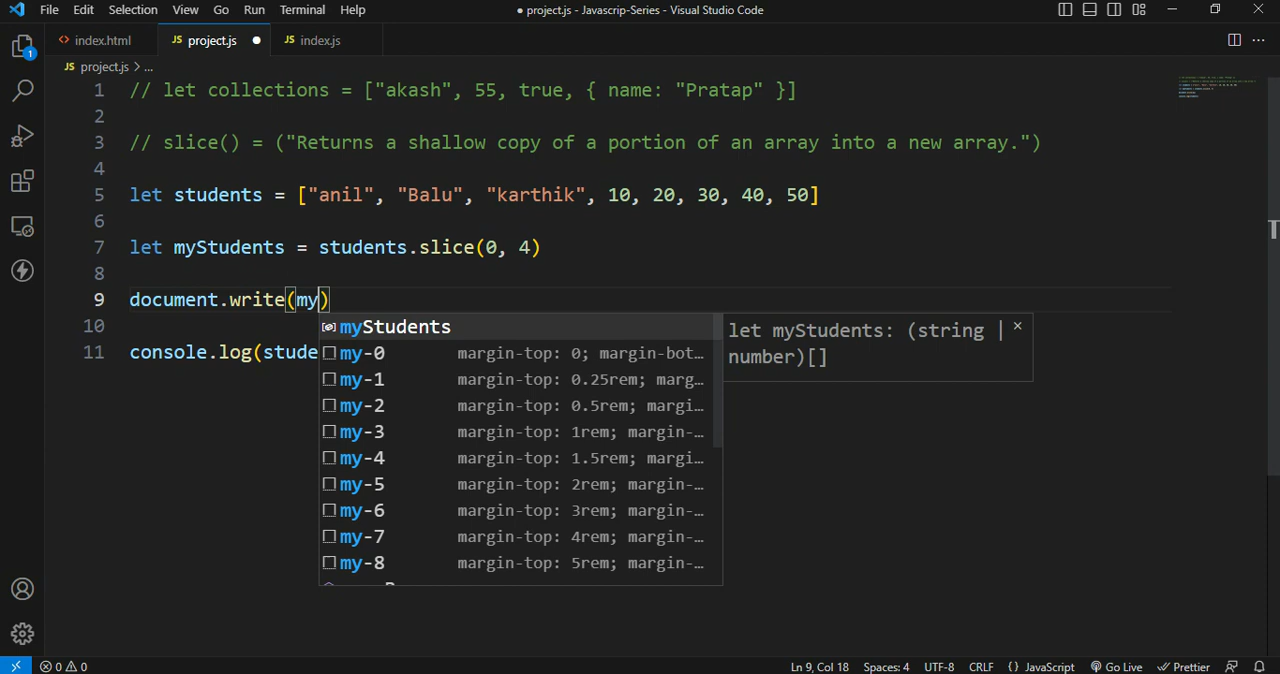 File Edit Selection View Go Run Terminal Help
● project.js - Javascrip-Series - Visual Studio Code
1
<> index.html JS project.js ● JS index.js
JS project.js > ...
1 // let collections = ["akash", 55, true, { name: "Pratap" }]
2
3 // slice() = ("Returns a shallow copy of a portion of an array into a new array.")
4
5 let students = ["anil", "Balu", "karthik", 10, 20, 30, 40, 50]
6
7 let myStudents = students.slice(0, 4)
8
9 document.write(my)
10
11 console.log(stude
myStudents
my-0 margin-top: 0; margin-bot…
my-1 margin-top: 0.25rem; marg…
my-2 margin-top: 0.5rem; margi…
my-3 margin-top: 1rem; margin-…
my-4 margin-top: 1.5rem; margi…
my-5 margin-top: 2rem; margin-…
my-6 margin-top: 3rem; margin-…
my-7 margin-top: 4rem; margin-…
my-8 margin-top: 5rem; margin-…
let myStudents: (string |
number)[]
0 0 Ln 9, Col 18 Spaces: 4 UTF-8 CRLF {} JavaScript Go Live Prettier